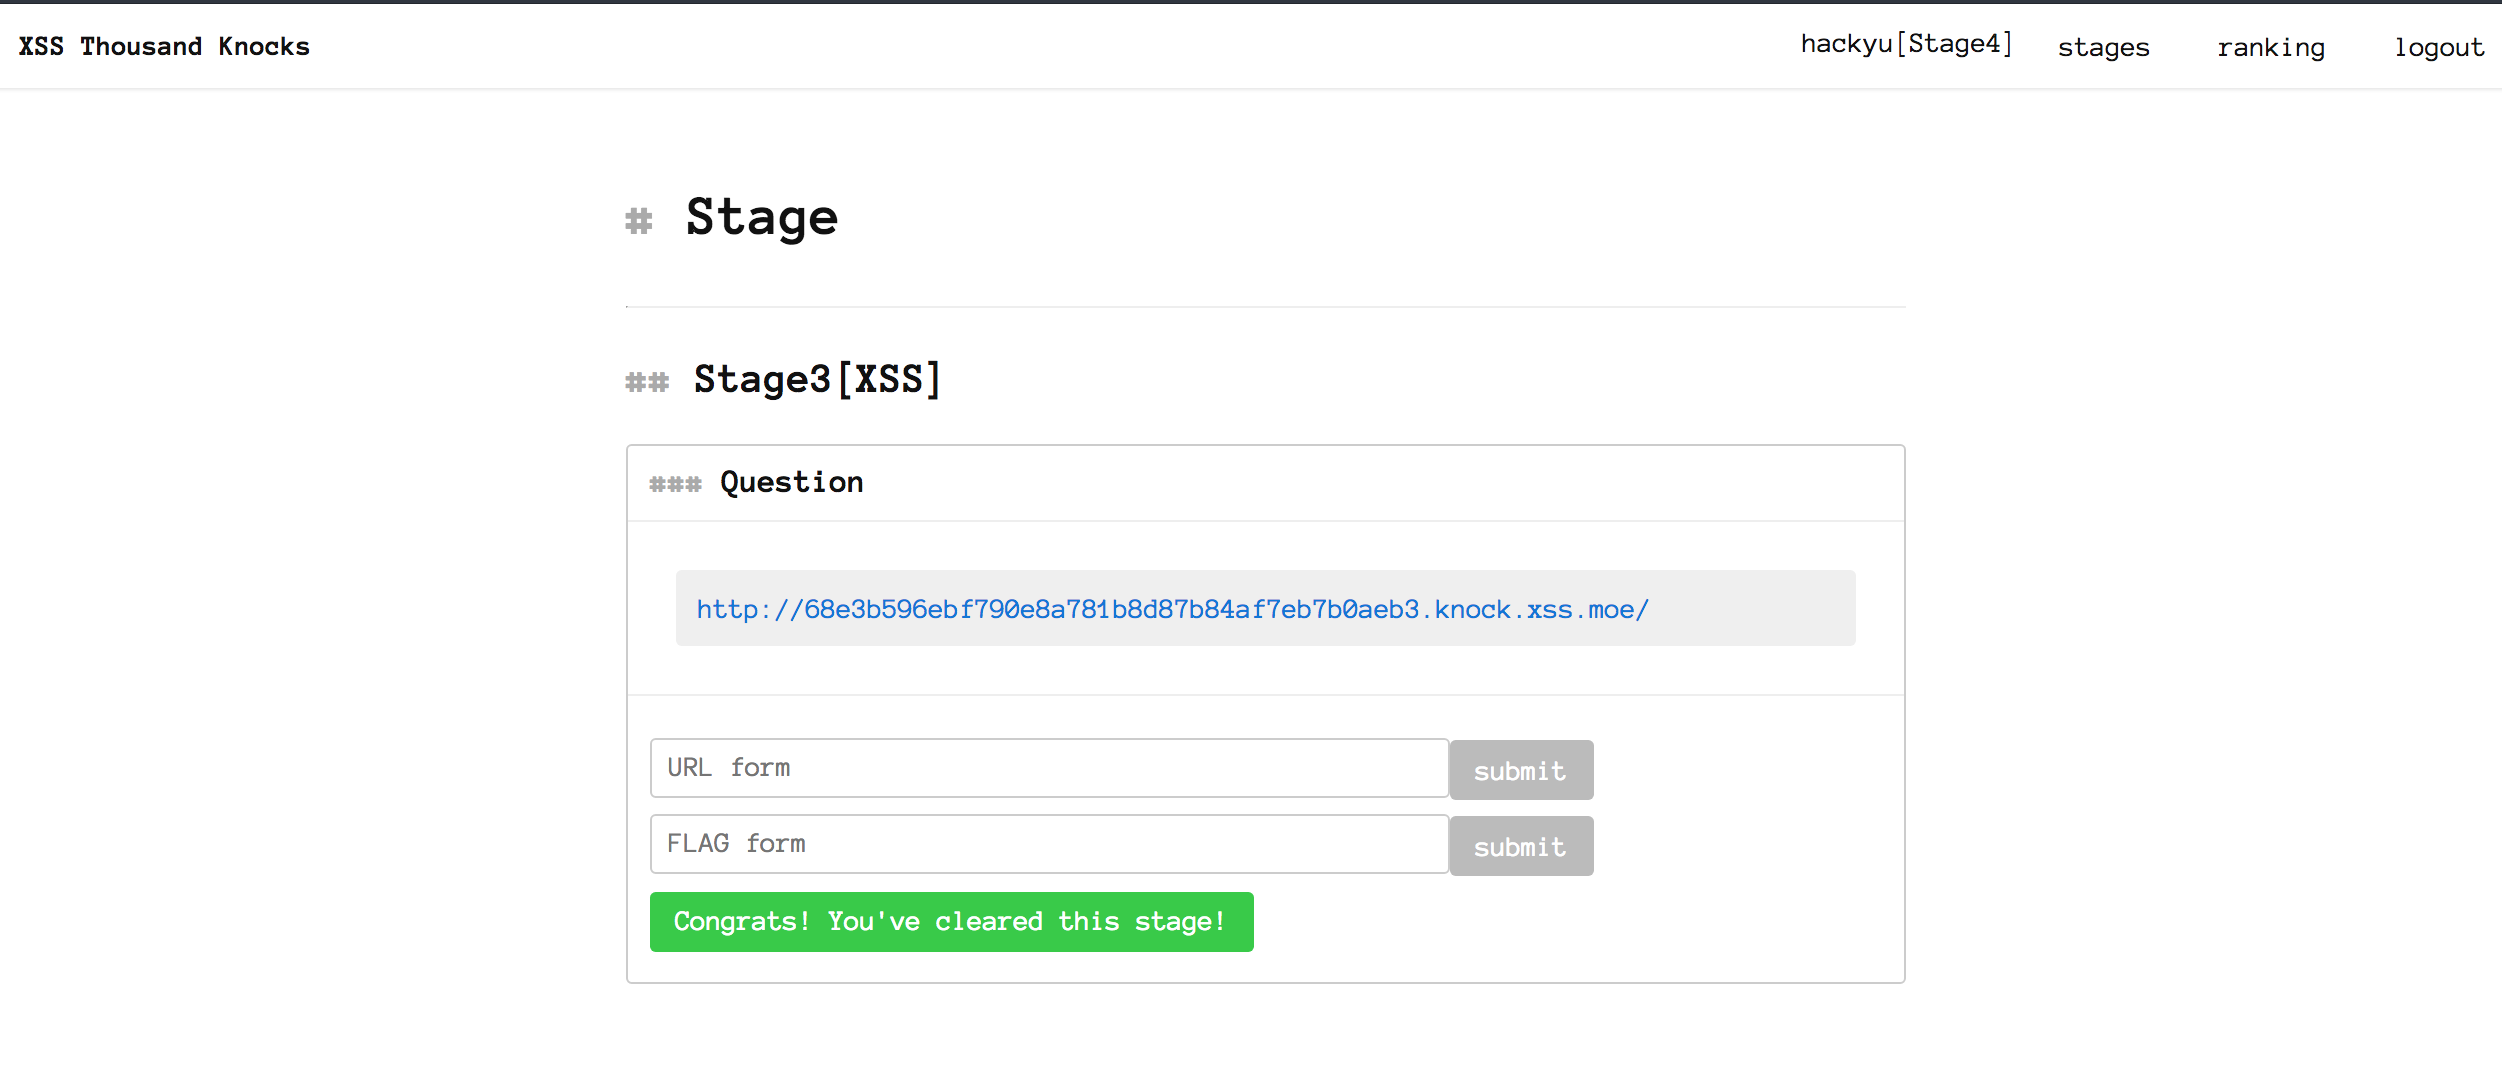 XSS Thousand Knocks
hackyu[Stage4] stages ranking logout
# Stage
## Stage3[XSS]
### Question
http://68e3b596ebf790e8a781b8d87b84af7eb7b0aeb3.knock.xss.moe/
URL form submit
FLAG form submit
Congrats! You've cleared this stage!